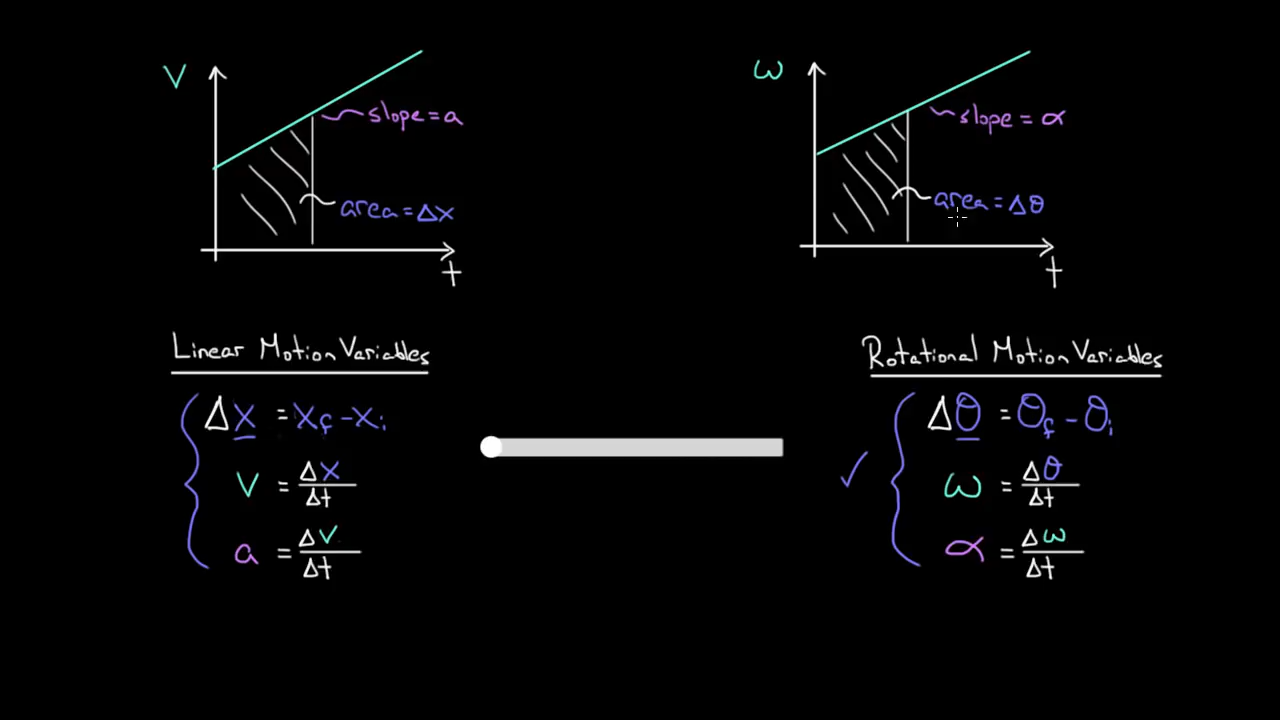 V
slope = a
area = Δx
t
ω
slope = α
area = Δθ
t
Linear Motion Variables
Δx = xf - xi
v = Δx/Δt
a = Δv/Δt
Rotational Motion Variables
Δθ = θf - θi
ω = Δθ/Δt
α = Δω/Δt